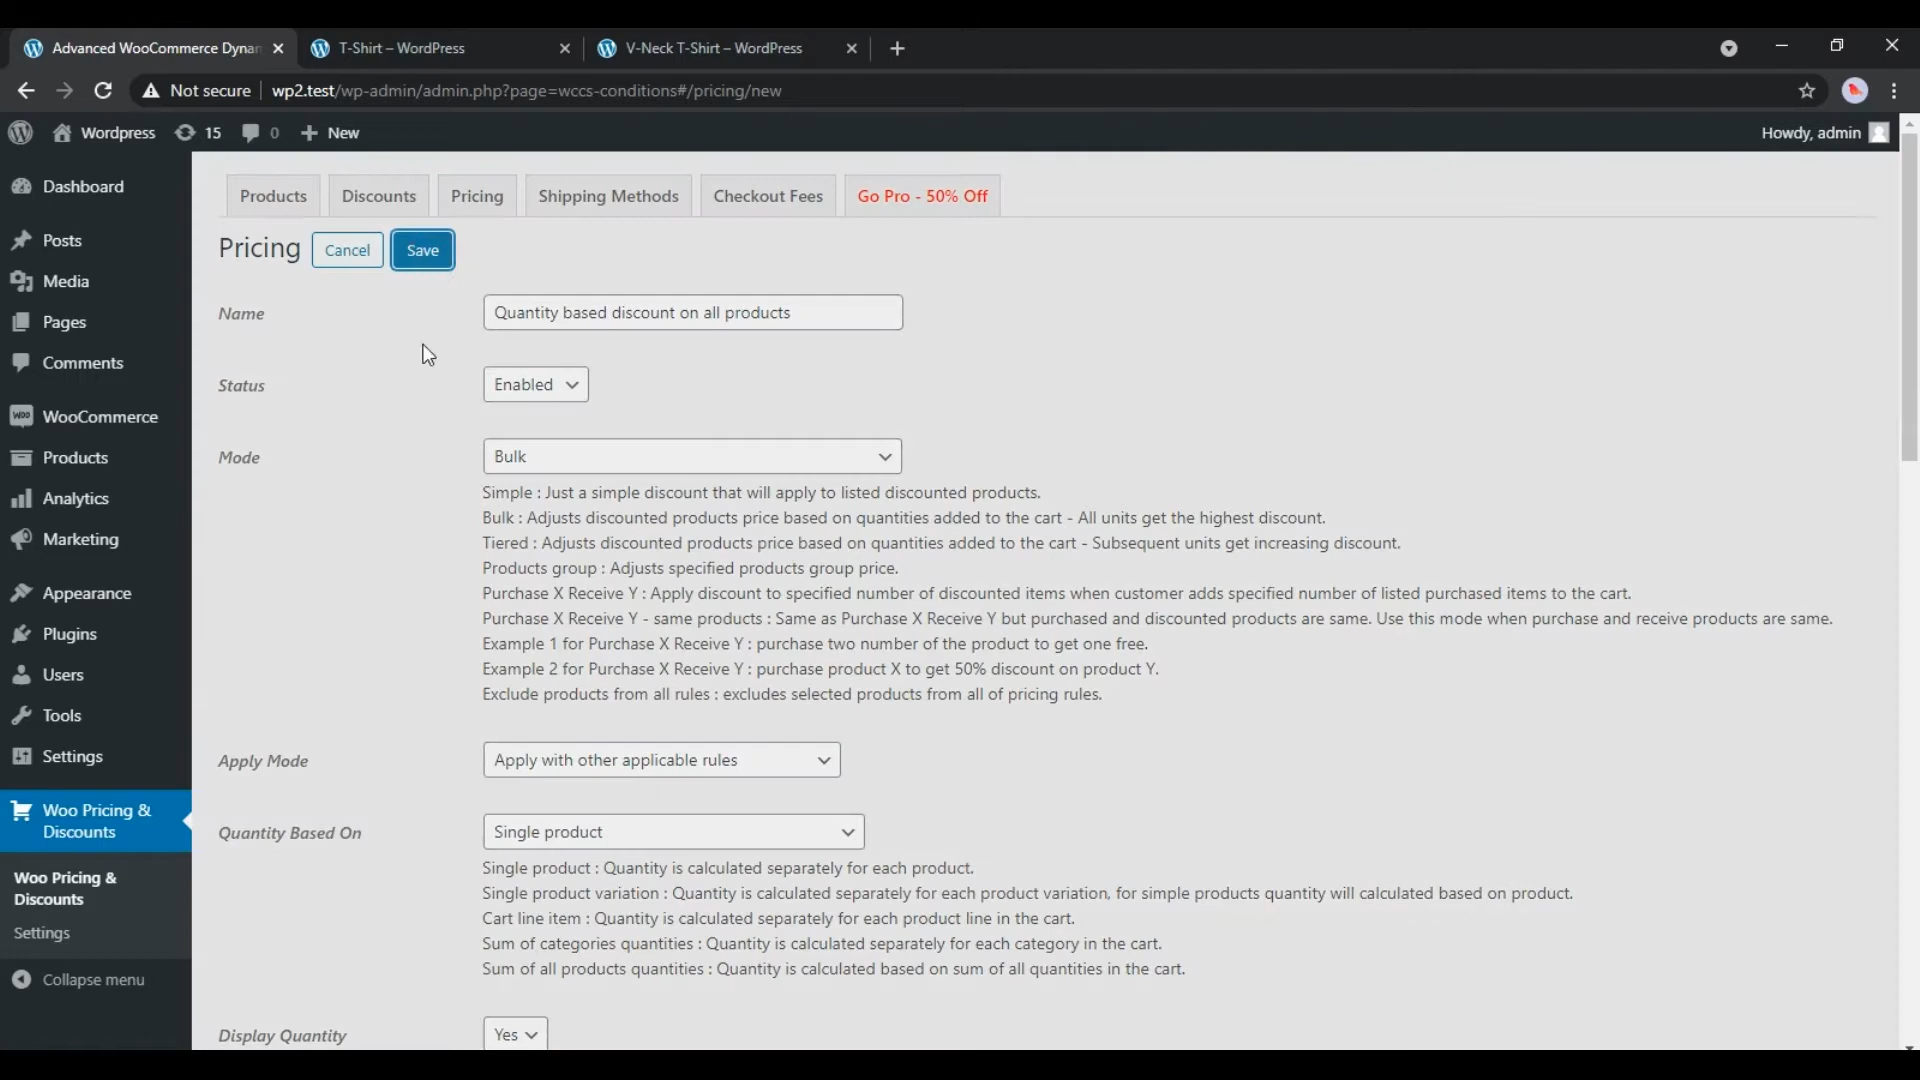 Advanced WooCommerce Dynan
T-Shirt – WordPress
V-Neck T-Shirt – WordPress
Not secure
wp2.test/wp-admin/admin.php?page=wccs-conditions#/pricing/new
Wordpress
15
0
New
Howdy, admin
Dashboard
Posts
Media
Pages
Comments
WooCommerce
Products
Analytics
Marketing
Appearance
Plugins
Users
Tools
Settings
Woo Pricing &
Discounts
Woo Pricing &
Discounts
Settings
Collapse menu
Products
Discounts
Pricing
Shipping Methods
Checkout Fees
Go Pro - 50% Off
Pricing
Cancel
Save
Name
Quantity based discount on all products
Status
Enabled
Mode
Bulk
Simple : Just a simple discount that will apply to listed discounted products.
Bulk : Adjusts discounted products price based on quantities added to the cart - All units get the highest discount.
Tiered : Adjusts discounted products price based on quantities added to the cart - Subsequent units get increasing discount.
Products group : Adjusts specified products group price.
Purchase X Receive Y : Apply discount to specified number of discounted items when customer adds specified number of listed purchased items to the cart.
Purchase X Receive Y - same products : Same as Purchase X Receive Y but purchased and discounted products are same. Use this mode when purchase and receive products are same.
Example 1 for Purchase X Receive Y : purchase two number of the product to get one free.
Example 2 for Purchase X Receive Y : purchase product X to get 50% discount on product Y.
Exclude products from all rules : excludes selected products from all of pricing rules.
Apply Mode
Apply with other applicable rules
Quantity Based On
Single product
Single product : Quantity is calculated separately for each product.
Single product variation : Quantity is calculated separately for each product variation, for simple products quantity will calculated based on product.
Cart line item : Quantity is calculated separately for each product line in the cart.
Sum of categories quantities : Quantity is calculated separately for each category in the cart.
Sum of all products quantities : Quantity is calculated based on sum of all quantities in the cart.
Display Quantity
Yes